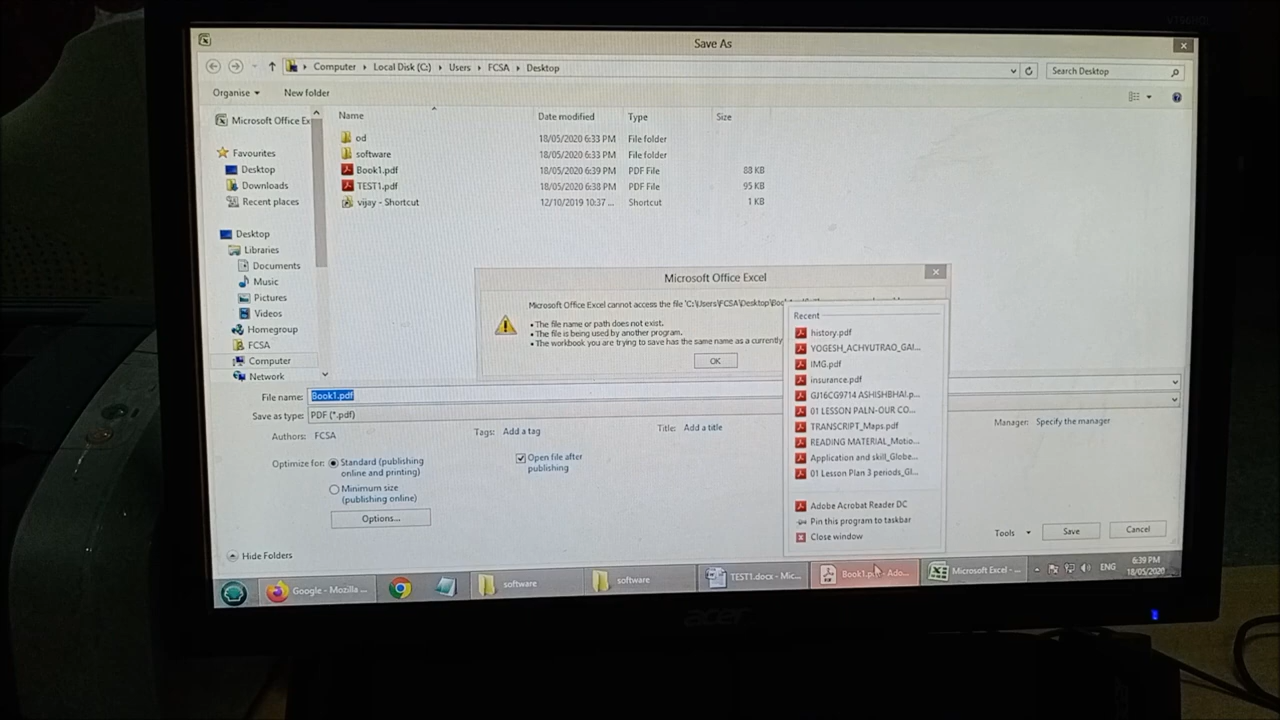 V196HQL
Save As
Computer Local Disk (C:) Users FCSA Desktop
Search Desktop
Organise New folder
Name Date modified Type Size
Microsoft Office Ex
Favourites
Desktop
Downloads
Recent places
Desktop
Libraries
Documents
Music
Pictures
Videos
Homegroup
FCSA
Computer
Network
od 18/05/2020 6:33 PM File folder
software 18/05/2020 6:33 PM File folder
Book1.pdf 18/05/2020 6:39 PM PDF File 88 KB
TEST1.pdf 18/05/2020 6:38 PM PDF File 95 KB
vijay - Shortcut 12/10/2019 10:37 ... Shortcut 1 KB
Microsoft Office Excel
Microsoft Office Excel cannot access the file 'C:\Users\FCSA\Desktop\
• The file name or path does not exist.
• The file is being used by another program.
• The workbook you are trying to save has the same name as a currently
OK
Recent
history.pdf
YOGESH_ACHYUTRAO_GAI...
IMG.pdf
insurance.pdf
GJ16CG9714 ASHISHBHAI.p...
01 LESSON PALN-OUR CO...
TRANSCRIPT_Maps.pdf
READING MATERIAL_Motio...
Application and skill_Globe...
01 Lesson Plan 3 periods_Gl...
Adobe Acrobat Reader DC
Pin this program to taskbar
Close window
File name: Book1.pdf
Save as type: PDF (*.pdf)
Authors: FCSA
Tags: Add a tag
Title: Add a title
Manager: Specify the manager
Optimize for: Standard (publishing
online and printing)
Minimum size
(publishing online)
Options...
Open file after
publishing
Hide Folders
Tools Save Cancel
Google - Mozilla ...
software
software
TEST1.docx - Mic...
Book1.pdf - Ado...
Microsoft Excel - ...
ENG
6:39 PM
18/05/2020
acer